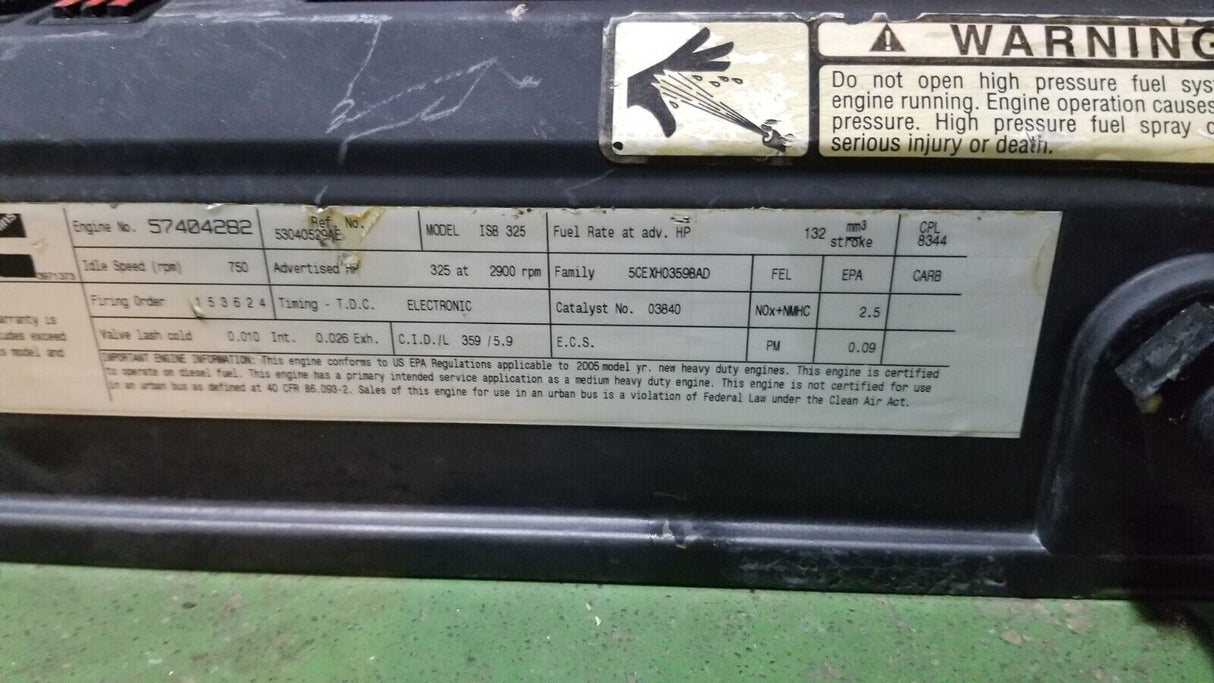 WARNING
Do not open high pressure fuel sys
engine running. Engine operation causes
pressure. High pressure fuel spray
serious injury or death.
Engine No. 57404282 Ref. No. MODEL ISB 325 Fuel Rate at adv. HP 132 mm3 stroke CPL 8344
Idle Speed (rpm) 750 Advertised HP 325 at 2900 rpm Family 5CEXH0359BAD FEL EPA CARB
Firing Order 1 5 3 6 2 4 Timing - T.D.C. ELECTRONIC Catalyst No. 03840 NOx+NMHC 2.5
Valve lash cold 0.010 Int. 0.026 Exh. C.I.D./L 359 /5.9 E.C.S. PM 0.09
arranty is
udes exceed
s model and
IMPORTANT ENGINE INFORMATION: This engine conforms to US EPA Regulations applicable to 2005 model yr. new heavy duty engines. This engine is certified
to operate on diesel fuel. This engine has a primary intended service application as a medium heavy duty engine. This engine is not certified for use
in an urban bus as defined at 40 CFR 86.093-2. Sales of this engine for use in an urban bus is a violation of Federal Law under the Clean Air Act.